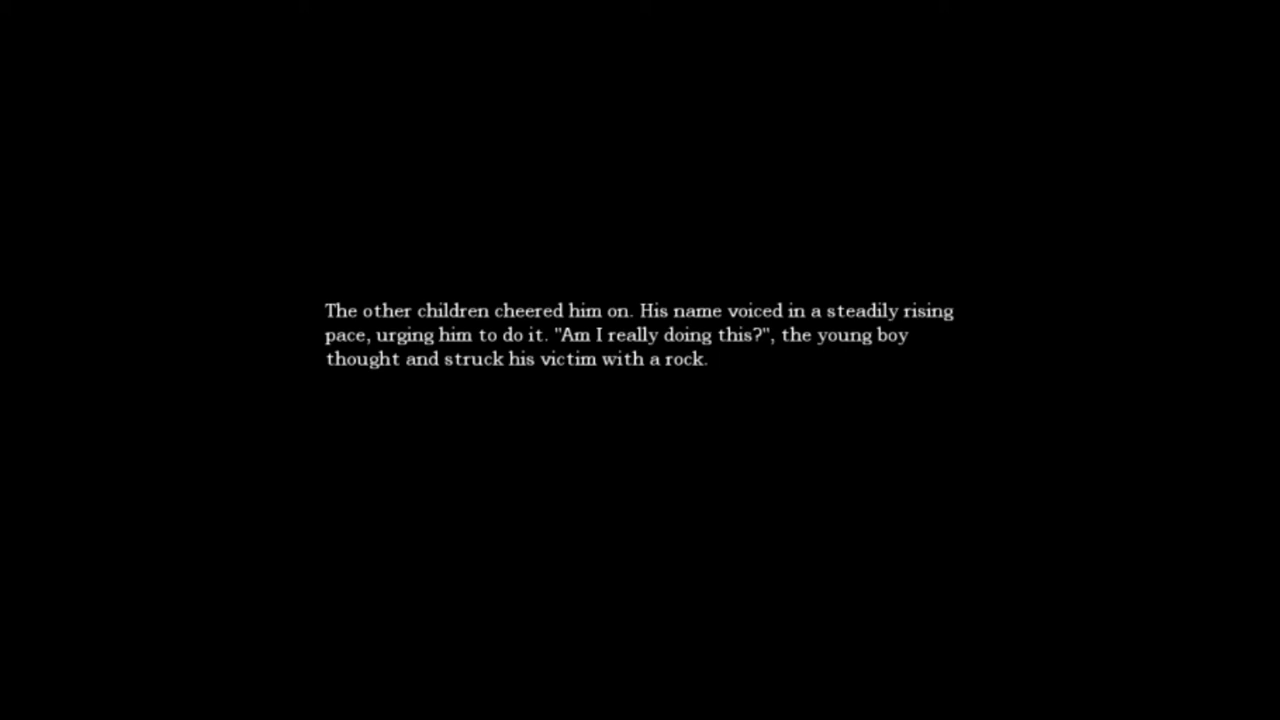 The other children cheered him on. His name voiced in a steadily rising
pace, urging him to do it. "Am I really doing this?", the young boy
thought and struck his victim with a rock.